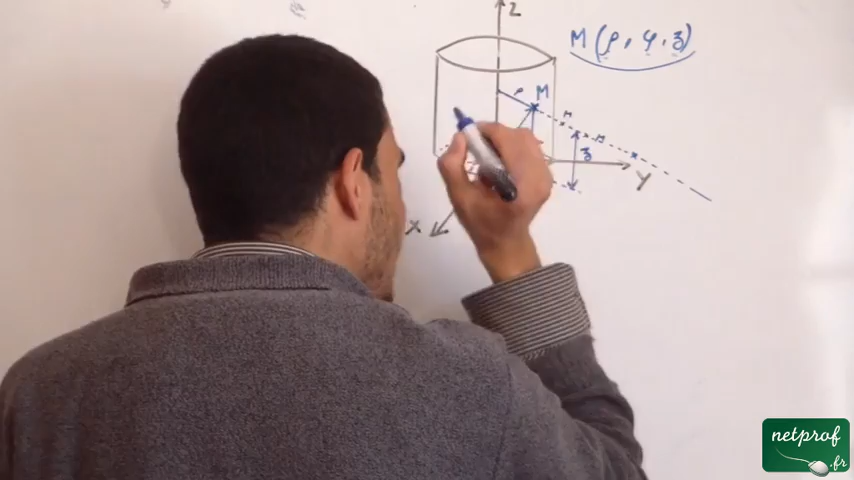 Z
M(ρ, φ, z)
ρ M
M
M
z
Y
X
netprof
.fr